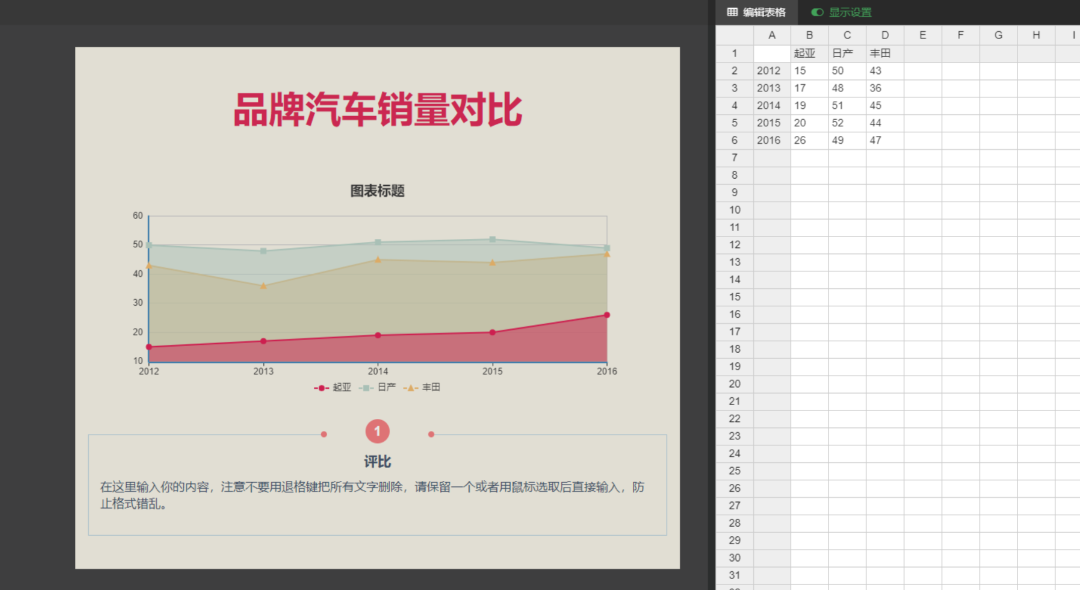 编辑表格 显示设置
品牌汽车销量对比
图表标题
60
50
40
30
20
10
2012 2013 2014 2015 2016
起亚 日产 丰田
1
评比
在这里输入你的内容，注意不要用退格键把所有文字删除，请保留一个或者用鼠标选取后直接输入，防
止格式错乱。
A B C D E F G H I
1 起亚 日产 丰田
2 2012 15 50 43
3 2013 17 48 36
4 2014 19 51 45
5 2015 20 52 44
6 2016 26 49 47
7
8
9
10
11
12
13
14
15
16
17
18
19
20
21
22
23
24
25
26
27
28
29
30
31